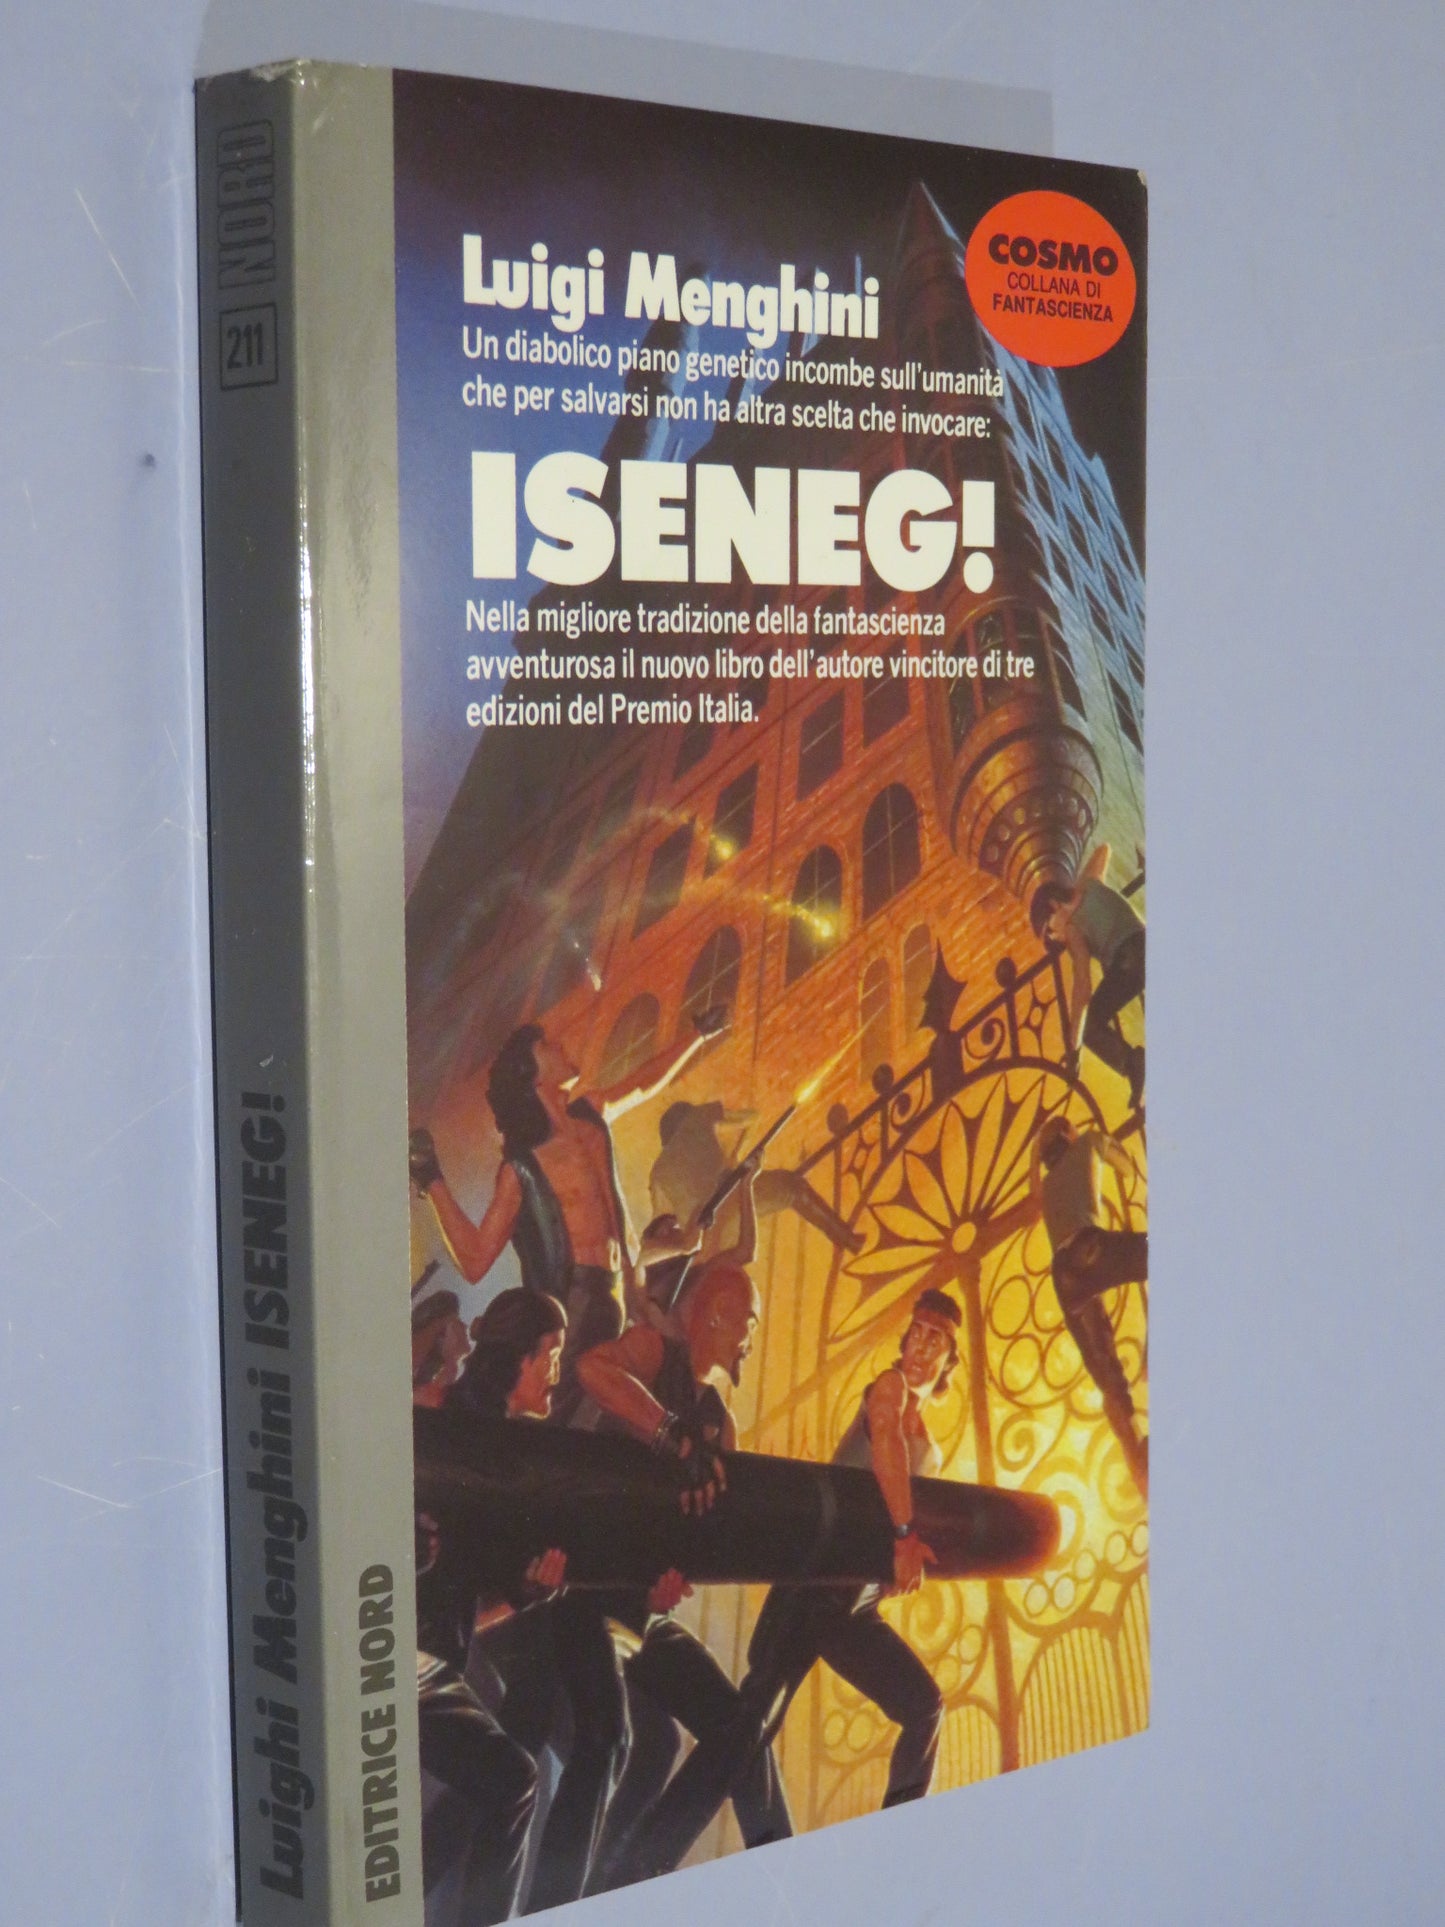 NORD
211
Luighi Menghini ISENEG!
EDITRICE NORD
COSMO
COLLANA DI
FANTASCIENZA
Luigi Menghini
Un diabolico piano genetico incombe sull'umanità
che per salvarsi non ha altra scelta che invocare:
ISENEG!
Nella migliore tradizione della fantascienza
avventurosa il nuovo libro dell'autore vincitore di tre
edizioni del Premio Italia.